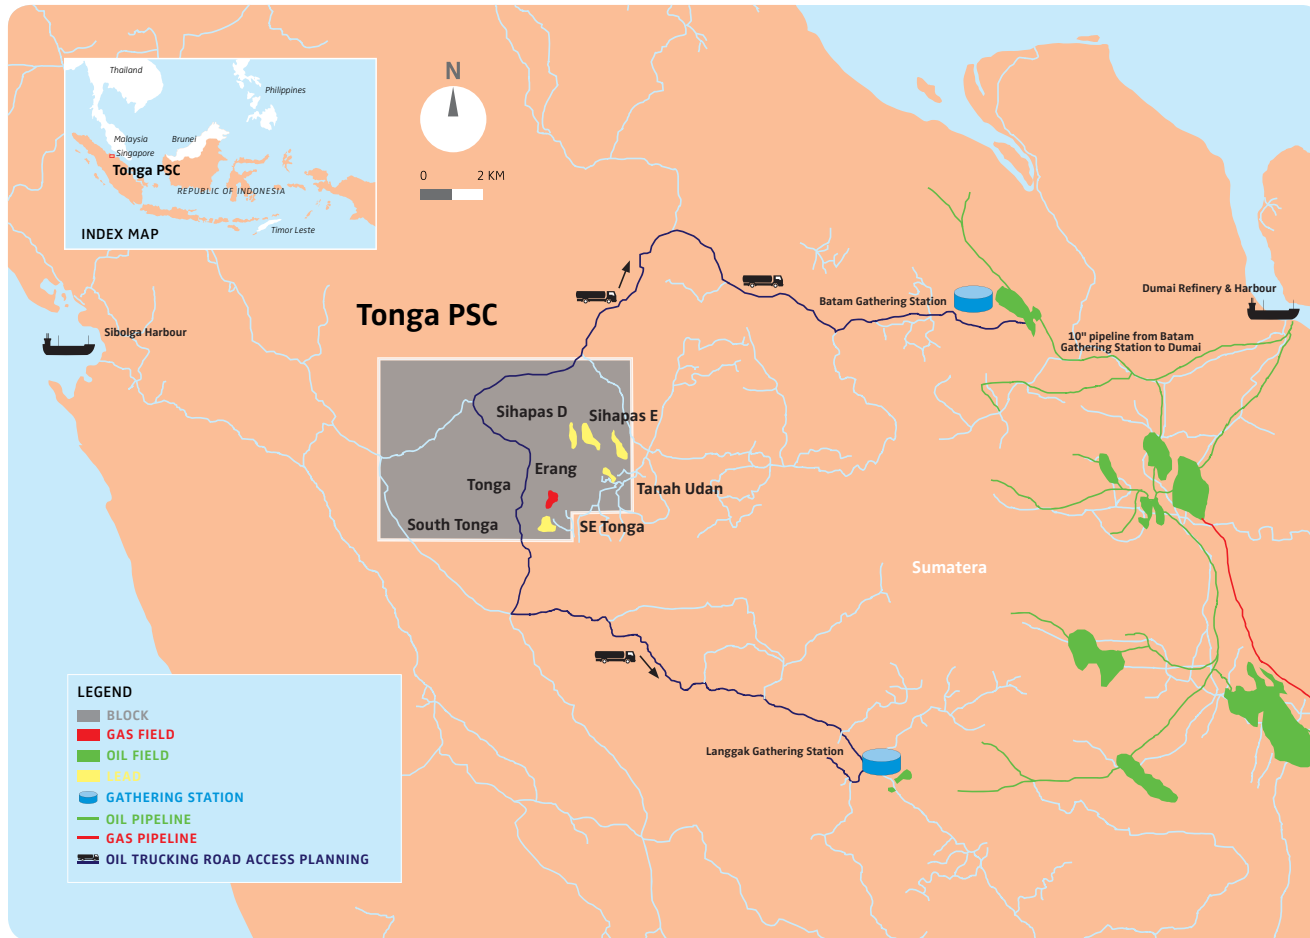 Thailand
Philippines
Malaysia
Brunei
Singapore
Tonga PSC
REPUBLIC OF INDONESIA
Timor Leste
INDEX MAP
N
0 2 KM
Batam Gathering Station
Dumai Refinery & Harbour
Sibolga Harbour
Tonga PSC
10" pipeline from Batam
Gathering Station to Dumai
Sihapas D
Sihapas E
Erang
Tonga
Tanah Udan
South Tonga
SE Tonga
Sumatera
Langgak Gathering Station
LEGEND
BLOCK
GAS FIELD
OIL FIELD
LEAD
GATHERING STATION
OIL PIPELINE
GAS PIPELINE
OIL TRUCKING ROAD ACCESS PLANNING